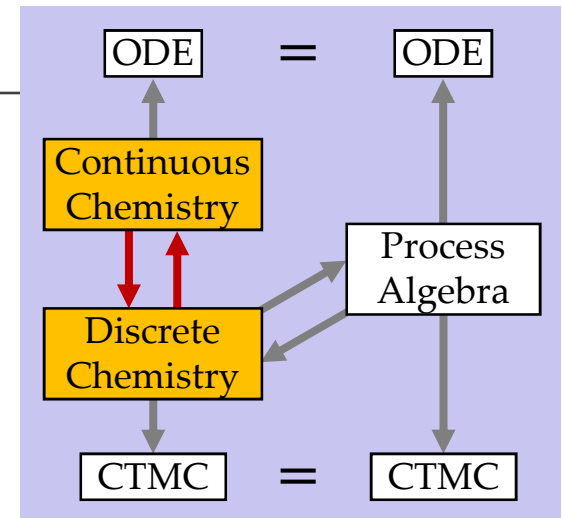 ODE = ODE
Continuous
Chemistry
Process
Algebra
Discrete
Chemistry
CTMC = CTMC